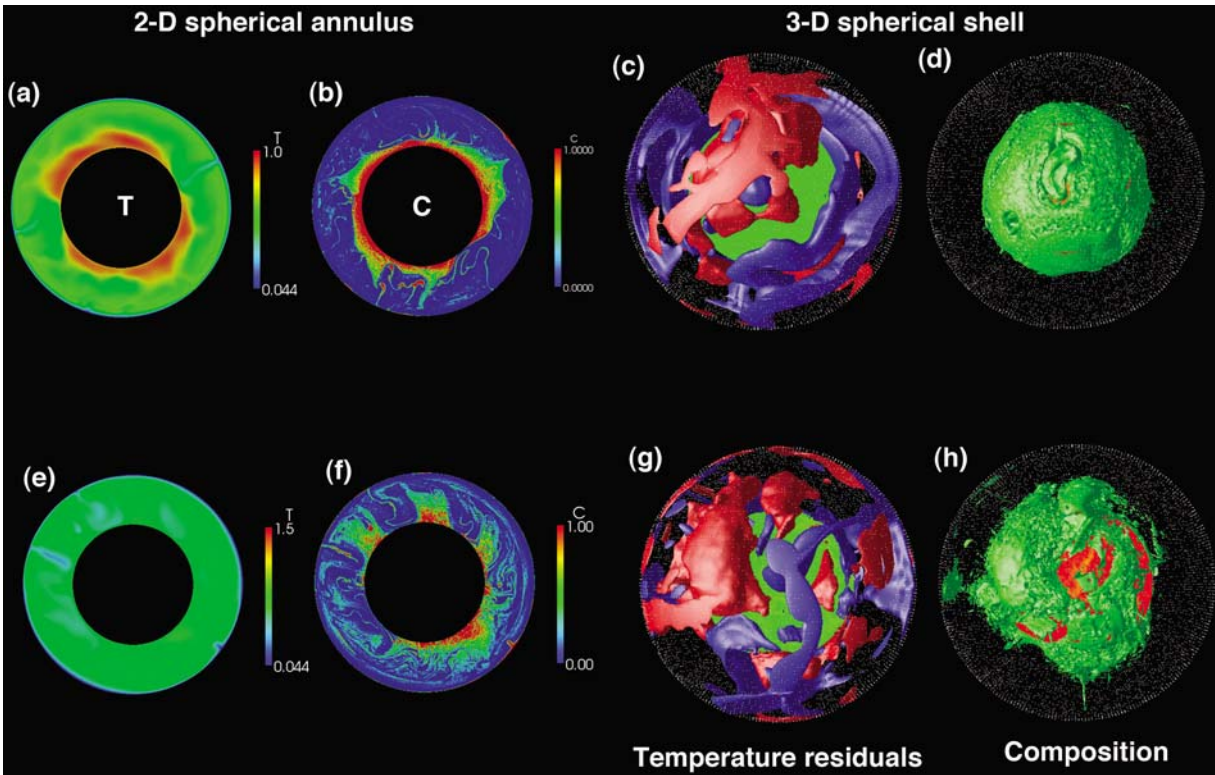 2-D spherical annulus
3-D spherical shell
(a)
(b)
(c)
(d)
T
1.0
0.044
T
C
1.0000
0.0000
C
(e)
(f)
(g)
(h)
T
1.5
0.044
C
1.00
0.00
Temperature residuals
Composition